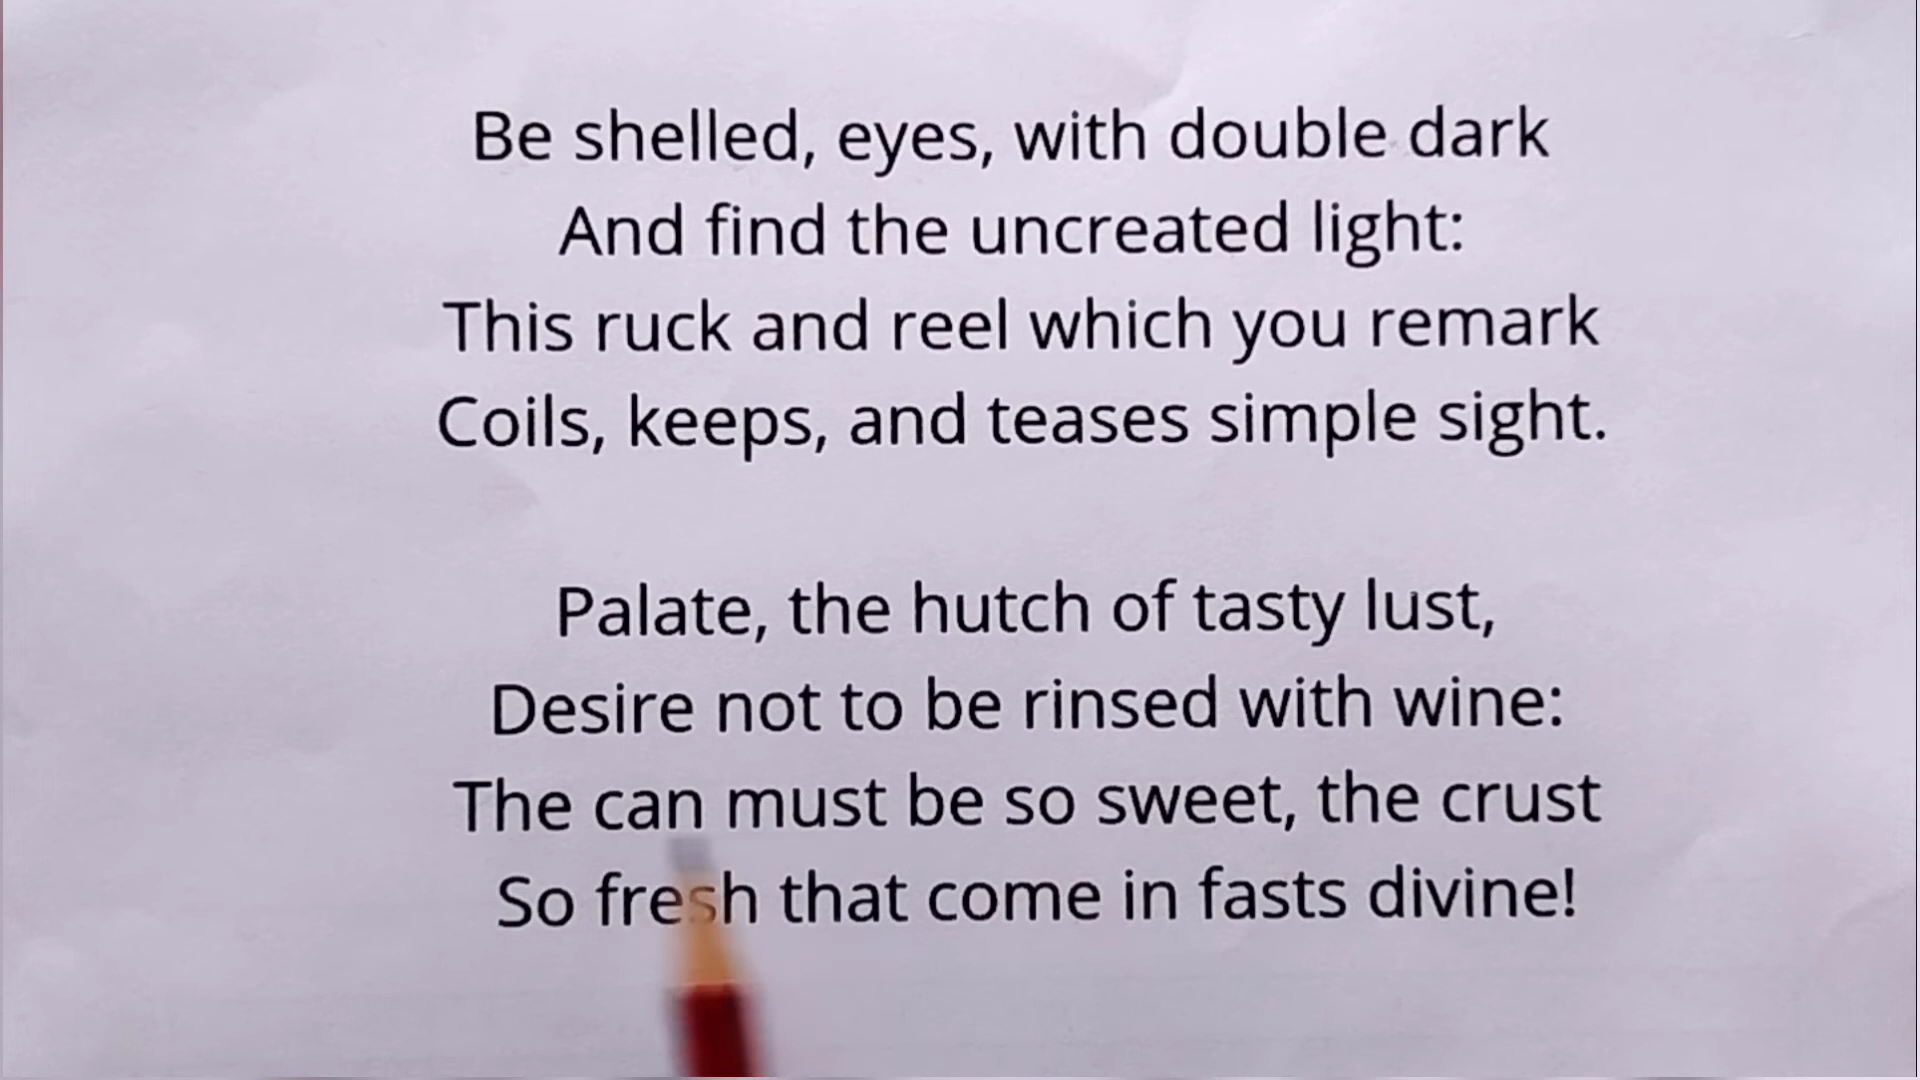 Be shelled, eyes, with double dark
And find the uncreated light:
This ruck and reel which you remark
Coils, keeps, and teases simple sight.
Palate, the hutch of tasty lust,
Desire not to be rinsed with wine:
The can must be so sweet, the crust
So fresh that come in fasts divine!